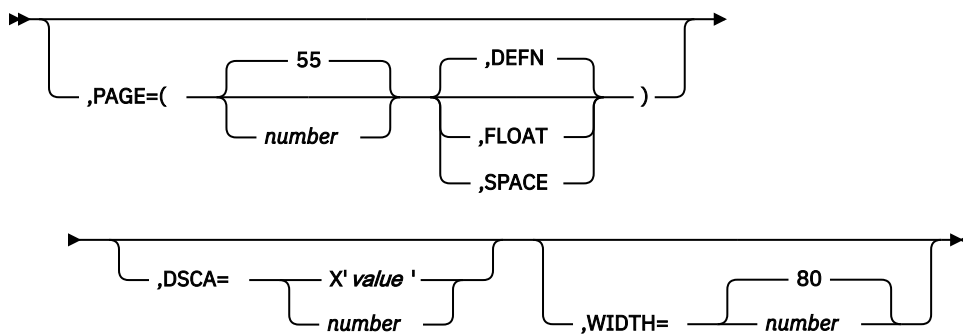 55 ,DEFN
,PAGE=( )
number ,FLOAT
,SPACE
,DSCA= X' value ' 80
number ,WIDTH= number